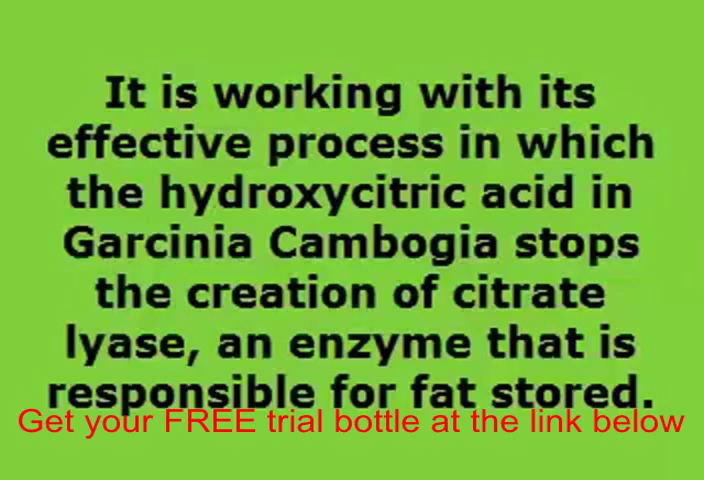 It is working with its
effective process in which
the hydroxycitric acid in
Garcinia Cambogia stops
the creation of citrate
lyase, an enzyme that is
responsible for fat stored.
Get your FREE trial bottle at the link below